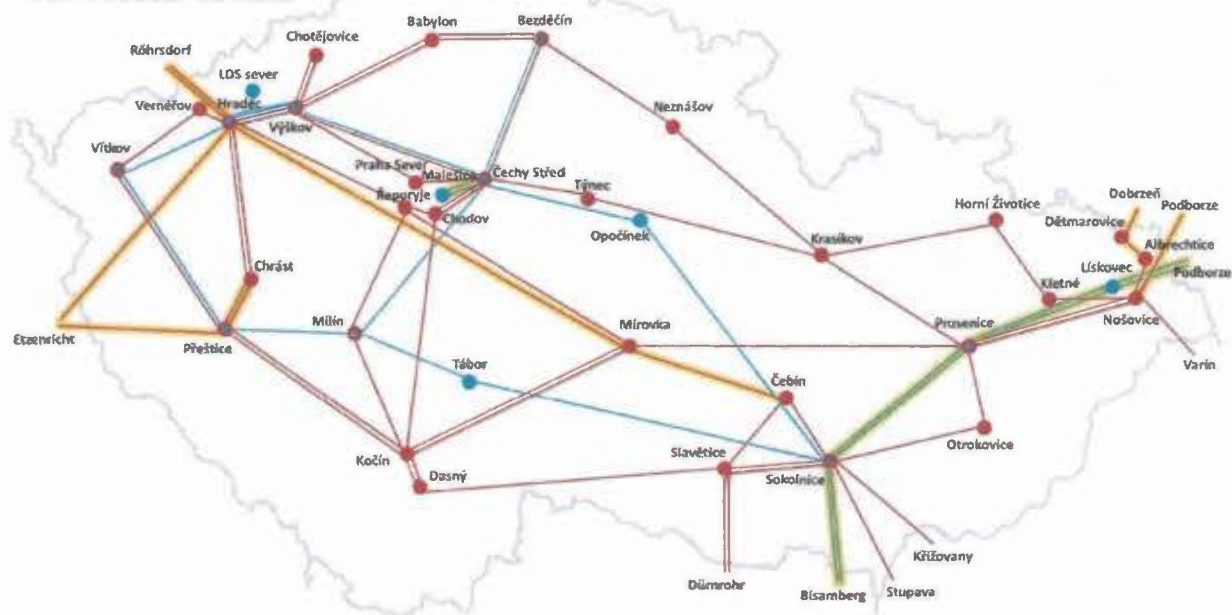 Babylon
Bezděčín
Chotějovice
Röhrsdorf
LDS sever
Vernéřov
Hradec
Výškov
Neznášov
Vítkov
Praha Sever
Malešice
Čechy Střed
Řeporyje
Chodov
Týnec
Opočínek
Horní Životice
Dobrzeń
Dětmarovice
Podborze
Albrechtice
Lískovec
Podborze
Krasíkov
Chrást
Kletné
Nošovice
Etzenricht
Přeštice
Milín
Mírovka
Prosenice
Varín
Tábor
Čebín
Otrokovice
Kočín
Dasný
Slavětice
Sokolnice
Křižovany
Dürnrohr
Bisamberg
Stupava